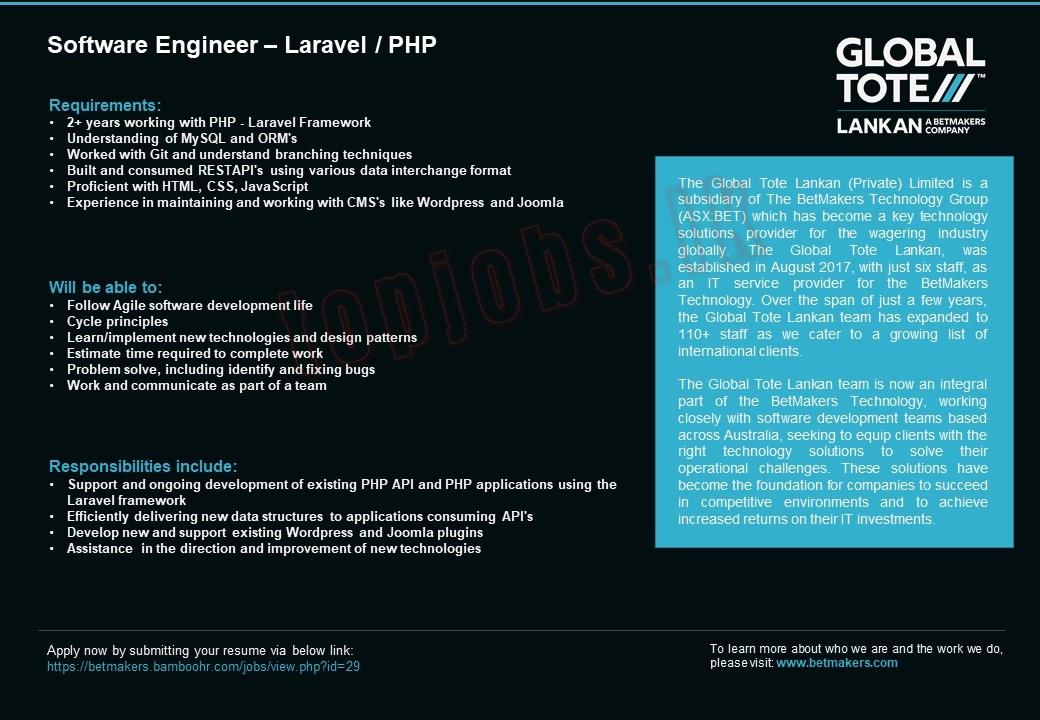 Software Engineer – Laravel / PHP
GLOBAL
TOTE™
LANKAN A BETMAKERS COMPANY
Requirements:
• 2+ years working with PHP - Laravel Framework
• Understanding of MySQL and ORM's
• Worked with Git and understand branching techniques
• Built and consumed RESTAPI's using various data interchange format
• Proficient with HTML, CSS, JavaScript
• Experience in maintaining and working with CMS's like Wordpress and Joomla
Will be able to:
• Follow Agile software development life
• Cycle principles
• Learn/implement new technologies and design patterns
• Estimate time required to complete work
• Problem solve, including identify and fixing bugs
• Work and communicate as part of a team
Responsibilities include:
• Support and ongoing development of existing PHP API and PHP applications using the
Laravel framework
• Efficiently delivering new data structures to applications consuming API's
• Develop new and support existing Wordpress and Joomla plugins
• Assistance in the direction and improvement of new technologies
The Global Tote Lankan (Private) Limited is a
subsidiary of The BetMakers Technology Group
(ASX:BET) which has become a key technology
solutions provider for the wagering industry
globally. The Global Tote Lankan, was
established in August 2017, with just six staff, as
an IT service provider for the BetMakers
Technology. Over the span of just a few years,
the Global Tote Lankan team has expanded to
110+ staff as we cater to a growing list of
international clients.
The Global Tote Lankan team is now an integral
part of the BetMakers Technology, working
closely with software development teams based
across Australia, seeking to equip clients with the
right technology solutions to solve their
operational challenges. These solutions have
become the foundation for companies to succeed
in competitive environments and to achieve
increased returns on their IT investments.
topjobs.lk
Apply now by submitting your resume via below link:
https://betmakers.bamboohr.com/jobs/view.php?id=29
To learn more about who we are and the work we do,
please visit: www.betmakers.com